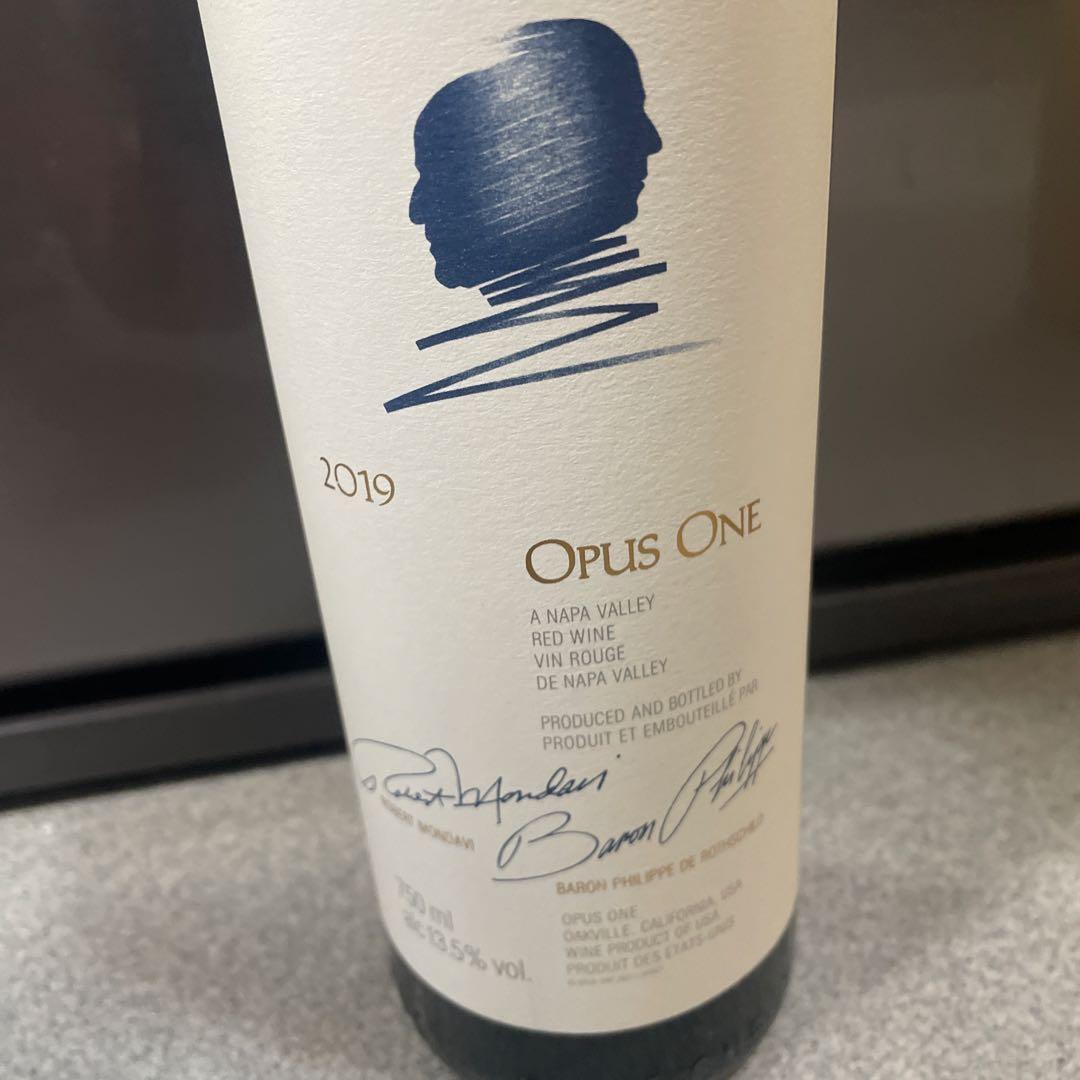 2019
OPUS ONE
A NAPA VALLEY
RED WINE
VIN ROUGE
DE NAPA VALLEY
PRODUCED AND BOTTLED BY
PRODUIT ET EMBOUTEILLÉ PAR
Robert Mondavi
Baron Philippe
ROBERT MONDAVI
BARON PHILIPPE DE ROTHSCHILD
750 ml
alc 13.5% vol.
OPUS ONE
OAKVILLE, CALIFORNIA, USA
WINE PRODUCT OF USA
PRODUIT DES ÉTATS-UNIS